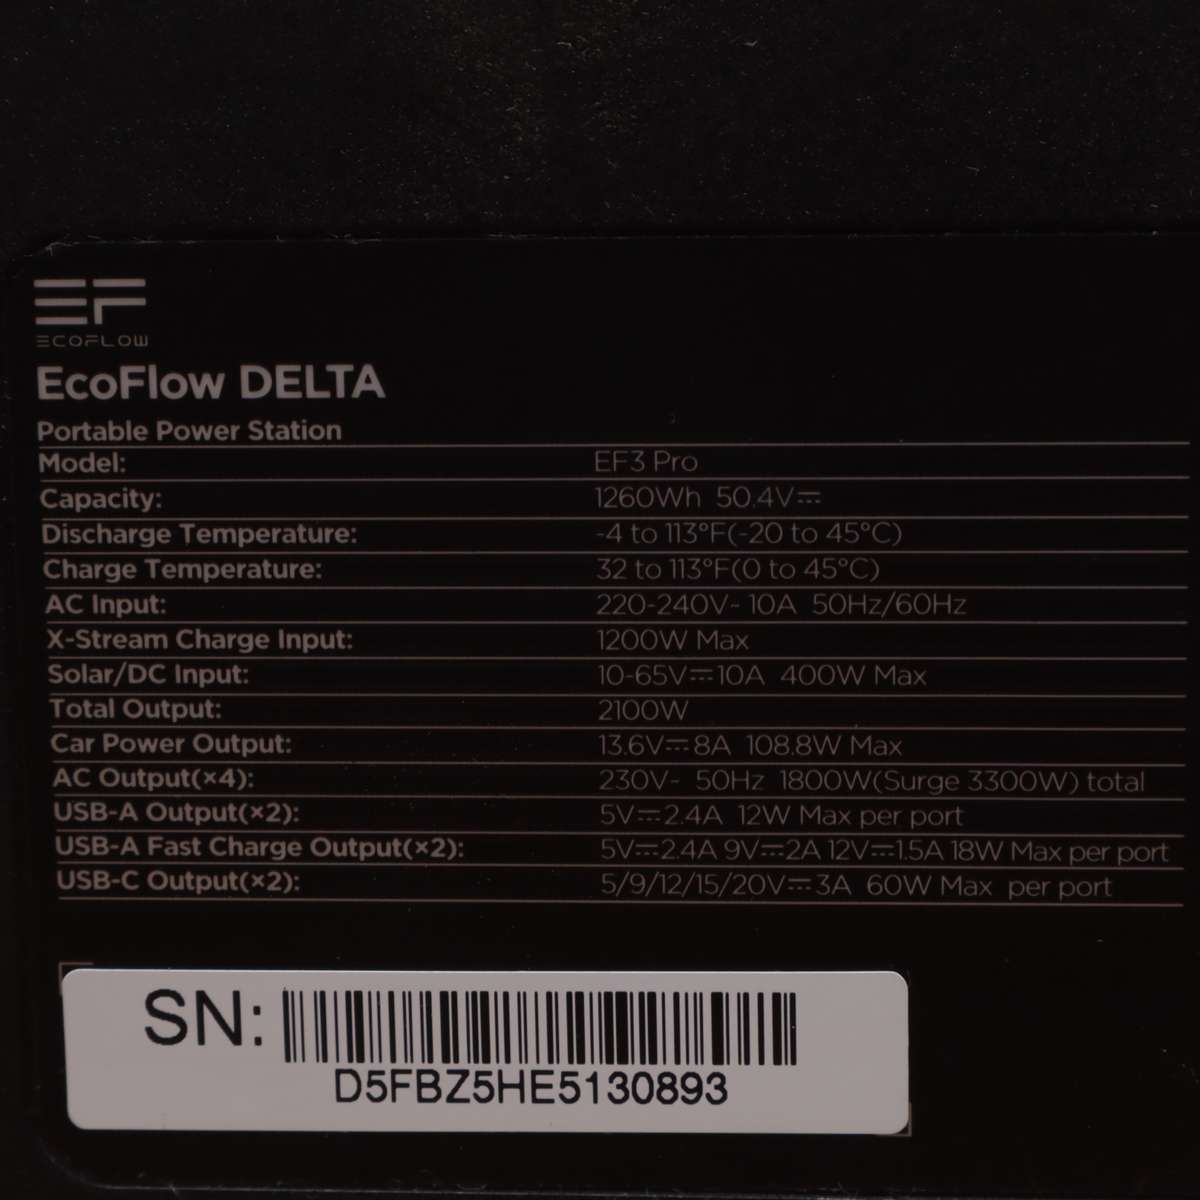 EF
ECOFLOW
EcoFlow DELTA
Portable Power Station
Model: EF3 Pro
Capacity: 1260Wh 50.4V⎓
Discharge Temperature: -4 to 113°F(-20 to 45°C)
Charge Temperature: 32 to 113°F(0 to 45°C)
AC Input: 220-240V~ 10A 50Hz/60Hz
X-Stream Charge Input: 1200W Max
Solar/DC Input: 10-65V⎓10A 400W Max
Total Output: 2100W
Car Power Output: 13.6V⎓8A 108.8W Max
AC Output(×4): 230V~ 50Hz 1800W(Surge 3300W) total
USB-A Output(×2): 5V⎓2.4A 12W Max per port
USB-A Fast Charge Output(×2): 5V⎓2.4A 9V⎓2A 12V⎓1.5A 18W Max per port
USB-C Output(×2): 5/9/12/15/20V⎓3A 60W Max per port
SN:
D5FBZ5HE5130893